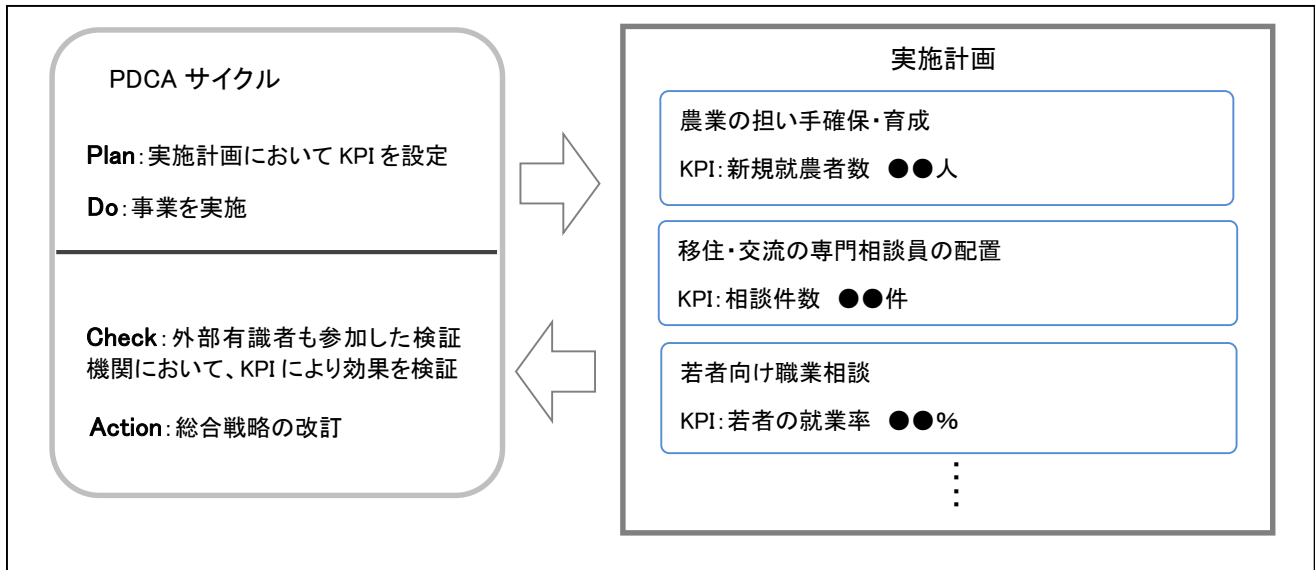 PDCA サイクル
Plan：実施計画において KPI を設定
Do：事業を実施
Check：外部有識者も参加した検証
機関において、KPI により効果を検証
Action：総合戦略の改訂
実施計画
農業の担い手確保・育成
KPI：新規就農者数 ●●人
移住・交流の専門相談員の配置
KPI：相談件数 ●●件
若者向け職業相談
KPI：若者の就業率 ●●%